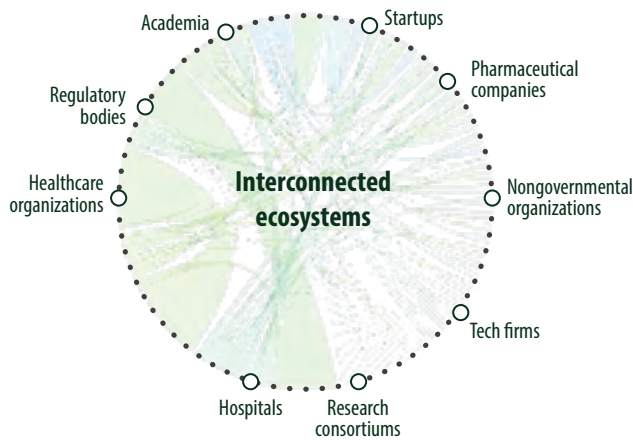 Academia
Startups
Pharmaceutical
companies
Regulatory
bodies
Healthcare
organizations
Interconnected
ecosystems
Nongovernmental
organizations
Tech firms
Hospitals
Research
consortiums